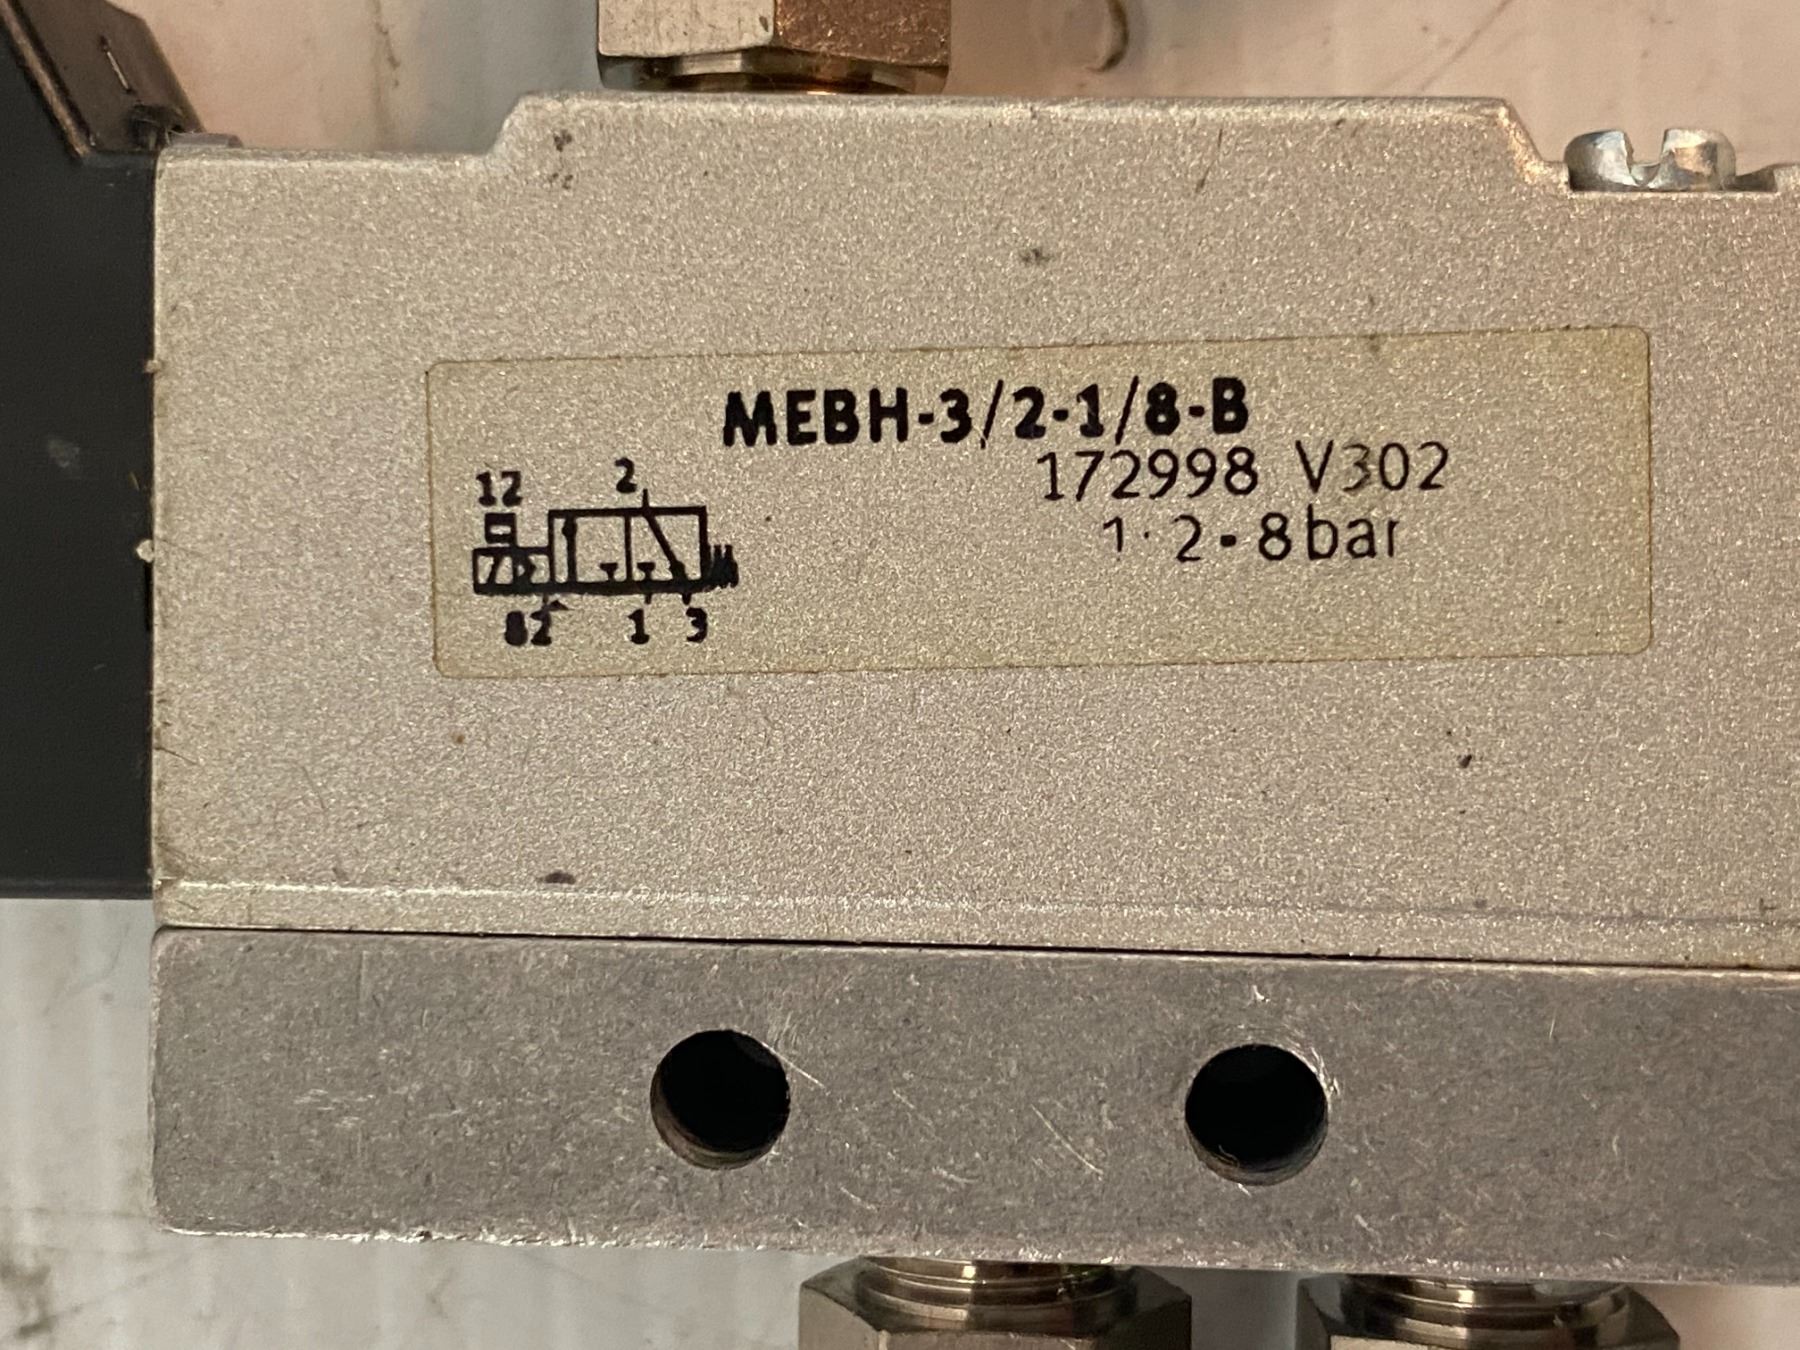 MEBH-3/2-1/8-B
172998 V302
1·2-8bar
12 2
82 1 3